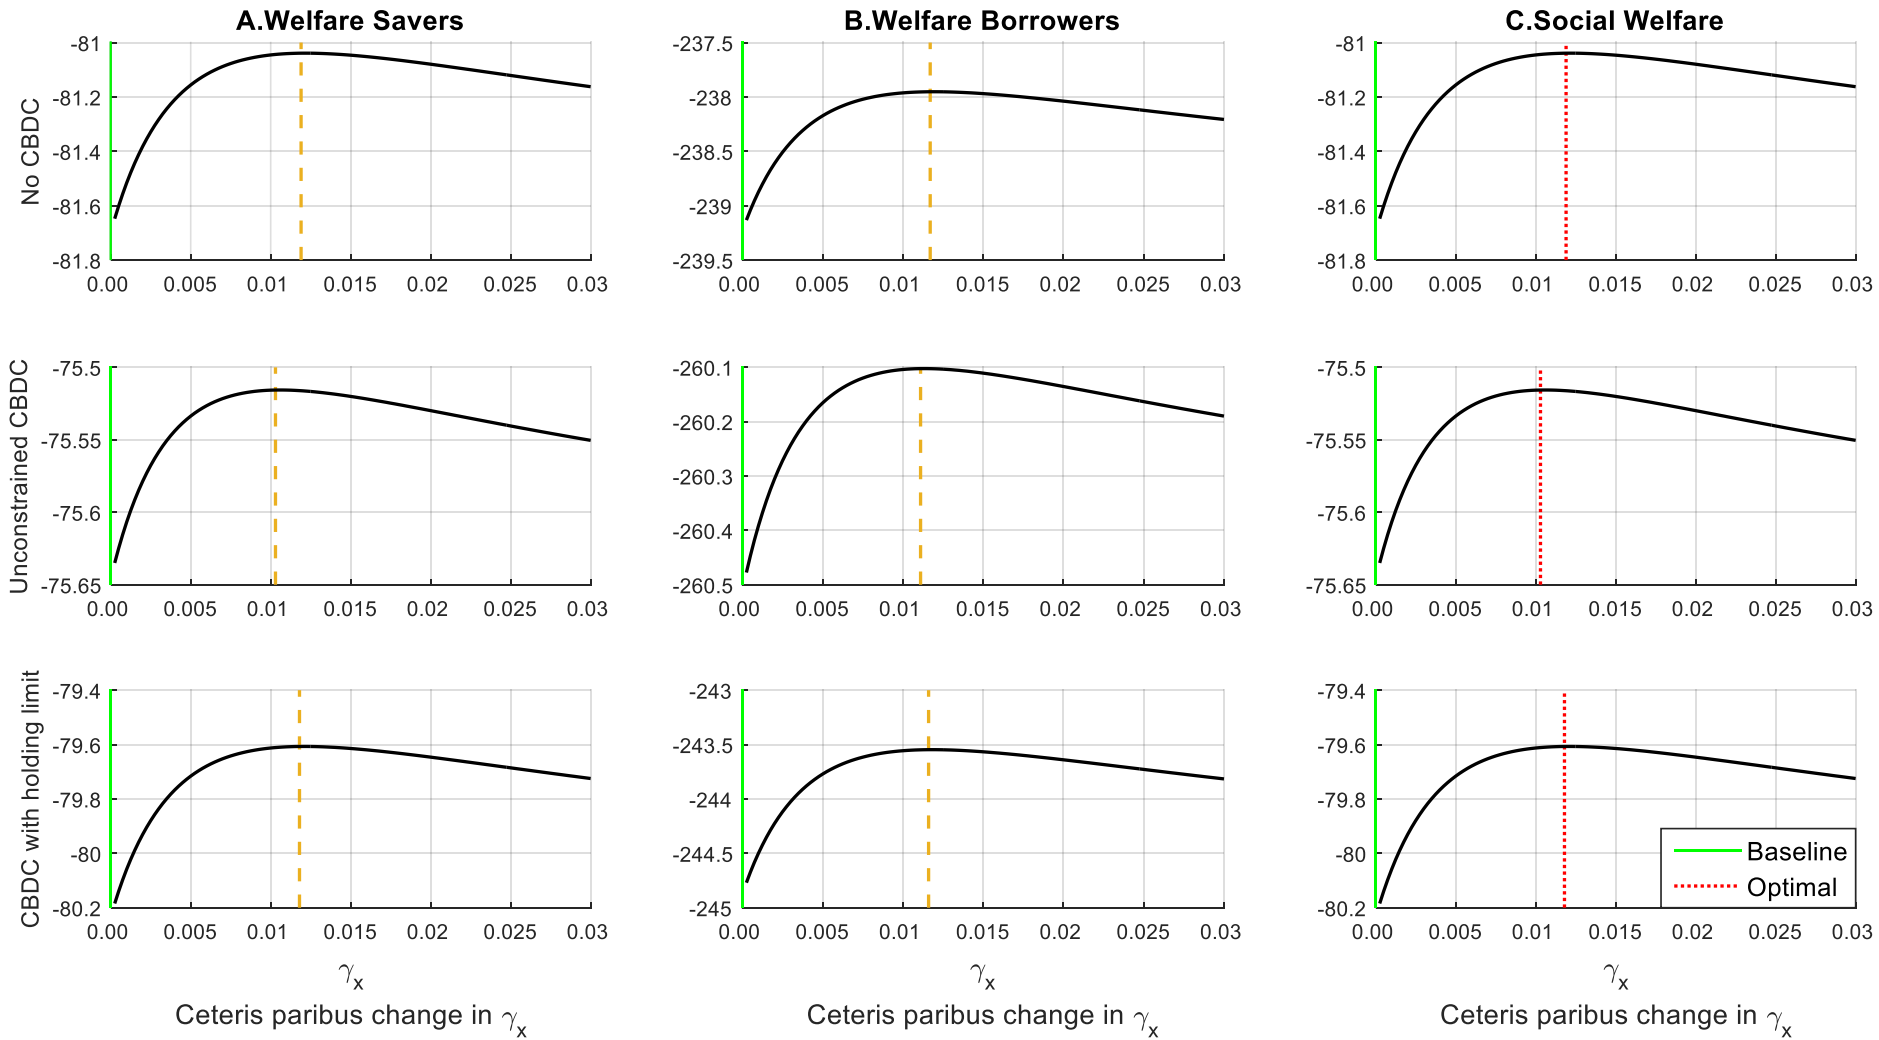 A.Welfare Savers
B.Welfare Borrowers
C.Social Welfare
No CBDC
-81
-81.2
-81.4
-81.6
-81.8
0.00 0.005 0.01 0.015 0.02 0.025 0.03
-237.5
-238
-238.5
-239
-239.5
0.00 0.005 0.01 0.015 0.02 0.025 0.03
-81
-81.2
-81.4
-81.6
-81.8
0.00 0.005 0.01 0.015 0.02 0.025 0.03
Unconstrained CBDC
-75.5
-75.55
-75.6
-75.65
0.00 0.005 0.01 0.015 0.02 0.025 0.03
-260.1
-260.2
-260.3
-260.4
-260.5
0.00 0.005 0.01 0.015 0.02 0.025 0.03
-75.5
-75.55
-75.6
-75.65
0.00 0.005 0.01 0.015 0.02 0.025 0.03
CBDC with holding limit
-79.4
-79.6
-79.8
-80
-80.2
0.00 0.005 0.01 0.015 0.02 0.025 0.03
γx
Ceteris paribus change in γx
-243
-243.5
-244
-244.5
-245
0.00 0.005 0.01 0.015 0.02 0.025 0.03
γx
Ceteris paribus change in γx
-79.4
-79.6
-79.8
-80
-80.2
0.00 0.005 0.01 0.015 0.02 0.025 0.03
Baseline
Optimal
γx
Ceteris paribus change in γx